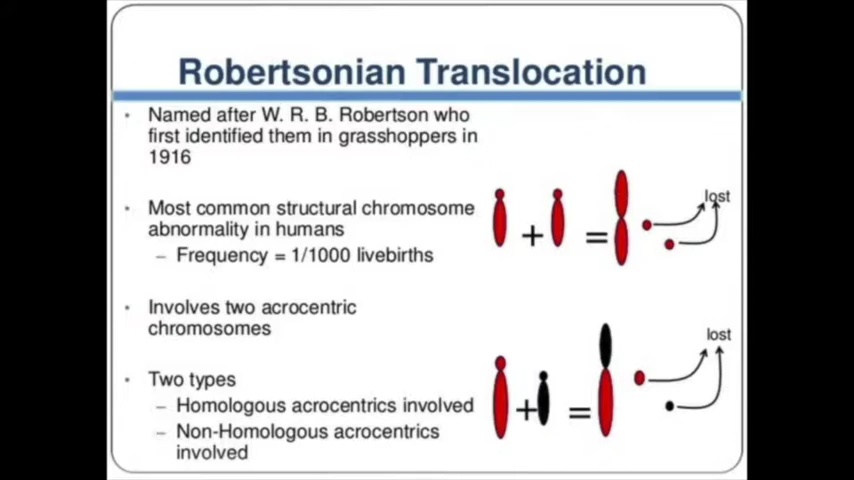 Robertsonian Translocation
• Named after W. R. B. Robertson who
first identified them in grasshoppers in
1916
• Most common structural chromosome
abnormality in humans
– Frequency = 1/1000 livebirths
• Involves two acrocentric
chromosomes
• Two types
– Homologous acrocentrics involved
– Non-Homologous acrocentrics
involved
lost
+ =
lost
+ =